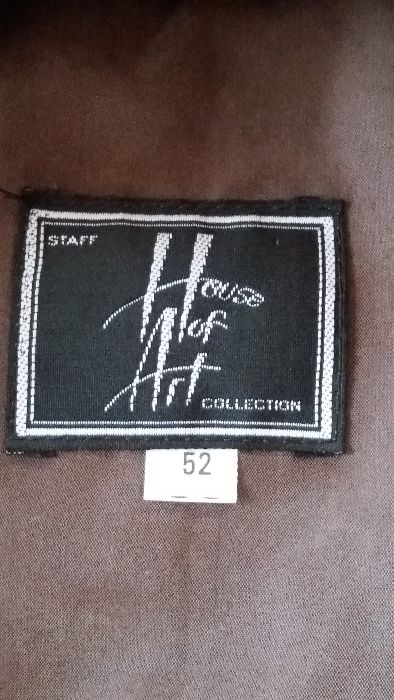 STAFF
House
of
Art
COLLECTION
52